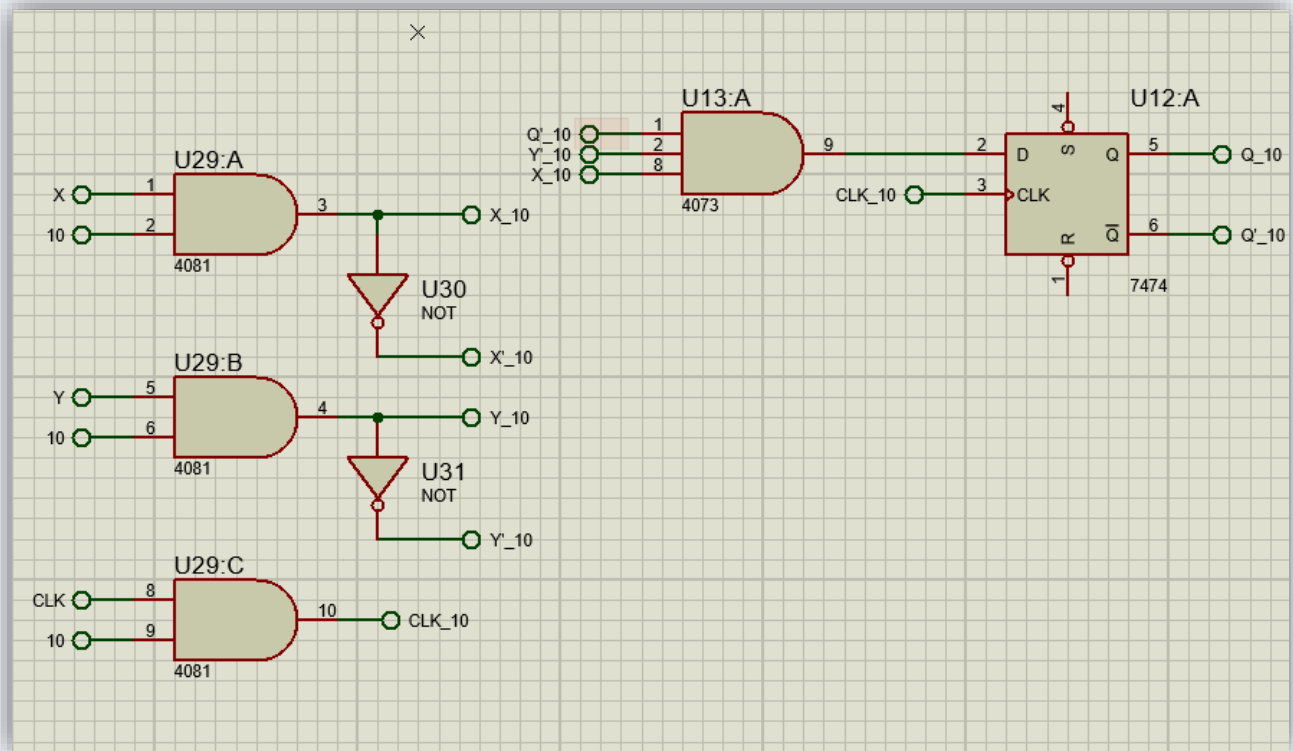 U29:A
X 1
10 2
3 X_10
4081
U30
NOT
X'_10
U29:B
Y 5
10 6
4 Y_10
4081
U31
NOT
Y'_10
U29:C
CLK 8
10 9
10 CLK_10
4081
U13:A
Q'_10 1
Y'_10 2
X_10 8
9
4073
U12:A
4
S
2 D
Q 5 Q_10
CLK_10 3 CLK
R
Q 6 Q'_10
1
7474